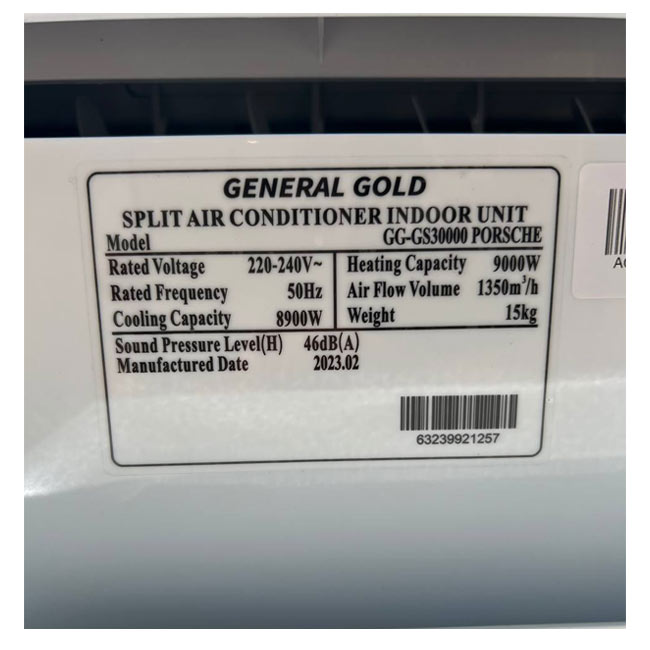 GENERAL GOLD
SPLIT AIR CONDITIONER INDOOR UNIT
Model GG-GS30000 PORSCHE
Rated Voltage 220-240V~ Heating Capacity 9000W
Rated Frequency 50Hz Air Flow Volume 1350m³/h
Cooling Capacity 8900W Weight 15kg
Sound Pressure Level(H) 46dB(A)
Manufactured Date 2023.02
63239921257